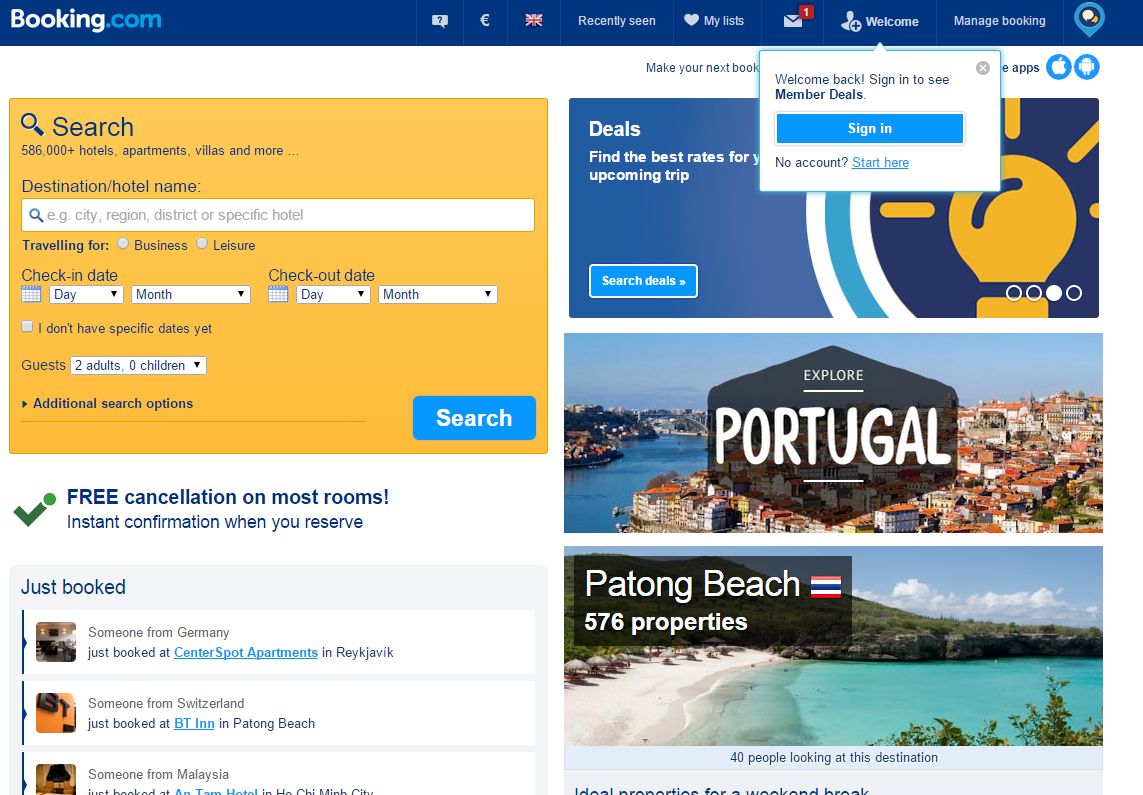 Booking.com
€
Recently seen
My lists
1
Welcome
Manage booking
Make your next book
e apps
Welcome back! Sign in to see
Member Deals.
Sign in
No account? Start here
Search
586,000+ hotels, apartments, villas and more ...
Destination/hotel name:
e.g. city, region, district or specific hotel
Travelling for: Business Leisure
Check-in date Check-out date
Day Month Day Month
I don't have specific dates yet
Guests 2 adults, 0 children
Additional search options
Search
Deals
Find the best rates for y
upcoming trip
Search deals »
EXPLORE
PORTUGAL
FREE cancellation on most rooms!
Instant confirmation when you reserve
Patong Beach
576 properties
40 people looking at this destination
Ideal properties for a weekend break
Just booked
Someone from Germany
just booked at CenterSpot Apartments in Reykjavík
Someone from Switzerland
BT
just booked at BT Inn in Patong Beach
Someone from Malaysia
just booked at An Tam Hotel in Ho Chi Minh City